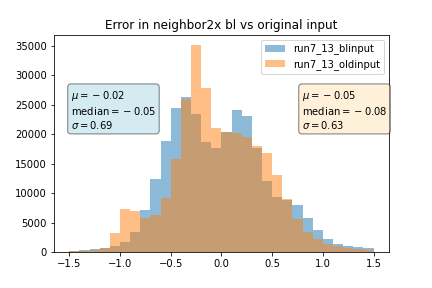 Error in neighbor2x bl vs original input
run7_13_blinput
run7_13_oldinput
μ = −0.02
median = −0.05
σ = 0.69
μ = −0.05
median = −0.08
σ = 0.63
35000
30000
25000
20000
15000
10000
5000
0
−1.5 −1.0 −0.5 0.0 0.5 1.0 1.5